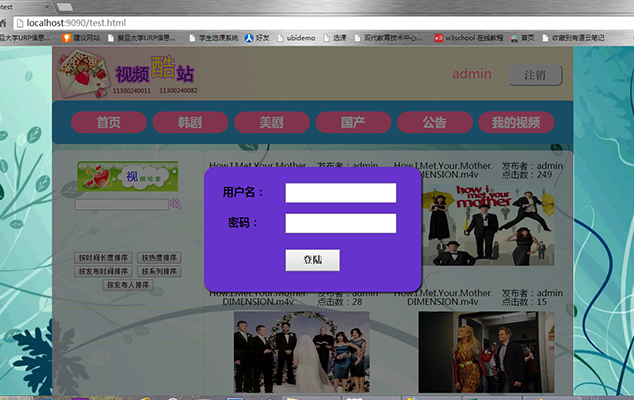 test
localhost:9090/test.html
旦大学URP信息... 建议网站 复旦大学URP信息... 学生选课系统 好友 ubidemo 选课 现代教育技术中心... w3school 在线教程 首页 收藏到有道云笔记
视频酷站
11300240011 11300240082
admin 注销
首页 韩剧 美剧 国产 公告 我的视频
视频检索
按时间长度排序 按热度排序
按发布时间排序 按系列排序
按发布人排序
How.I.Met.Your.Mother. 发布者：admin How.I.Met.Your.Mother. 发布者：admin
DIMENSION.m4v 点击数：249
how i met your mother
用户名：
密码：
登陆
How.I.Met.Your.Mother. 发布者：admin How.I.Met.Your.Mother. 发布者：admin
DIMENSION.m4v 点击数：28 DIMENSION.m4v 点击数：15